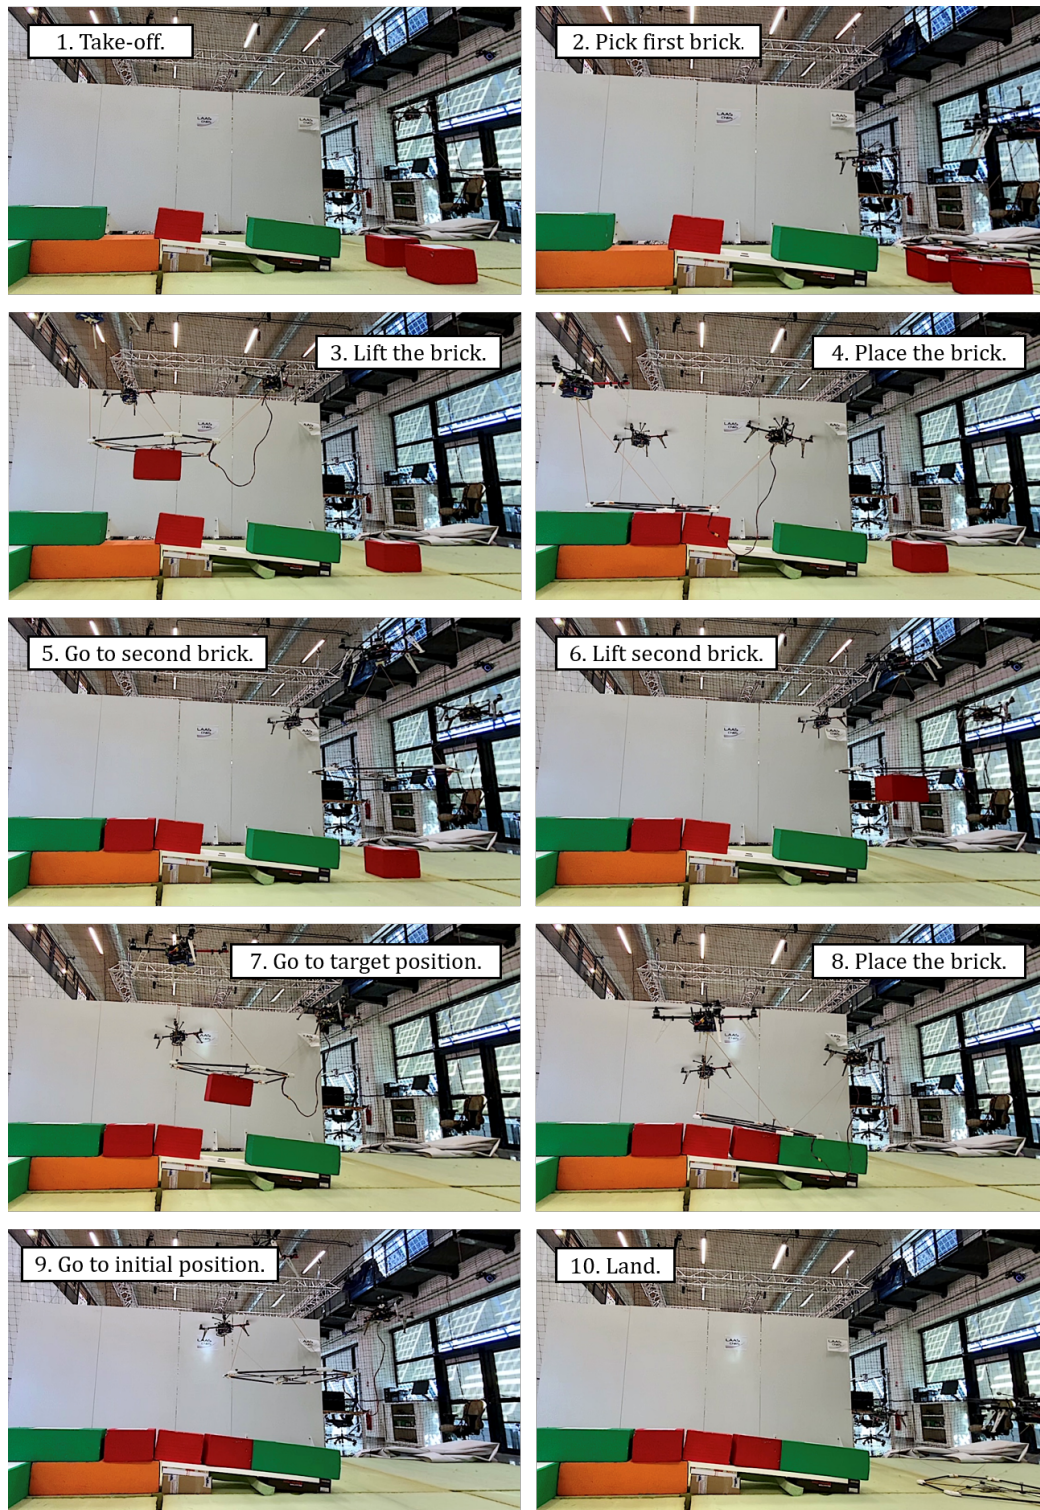 1. Take-off.
2. Pick first brick.
3. Lift the brick.
4. Place the brick.
5. Go to second brick.
6. Lift second brick.
7. Go to target position.
8. Place the brick.
9. Go to initial position.
10. Land.